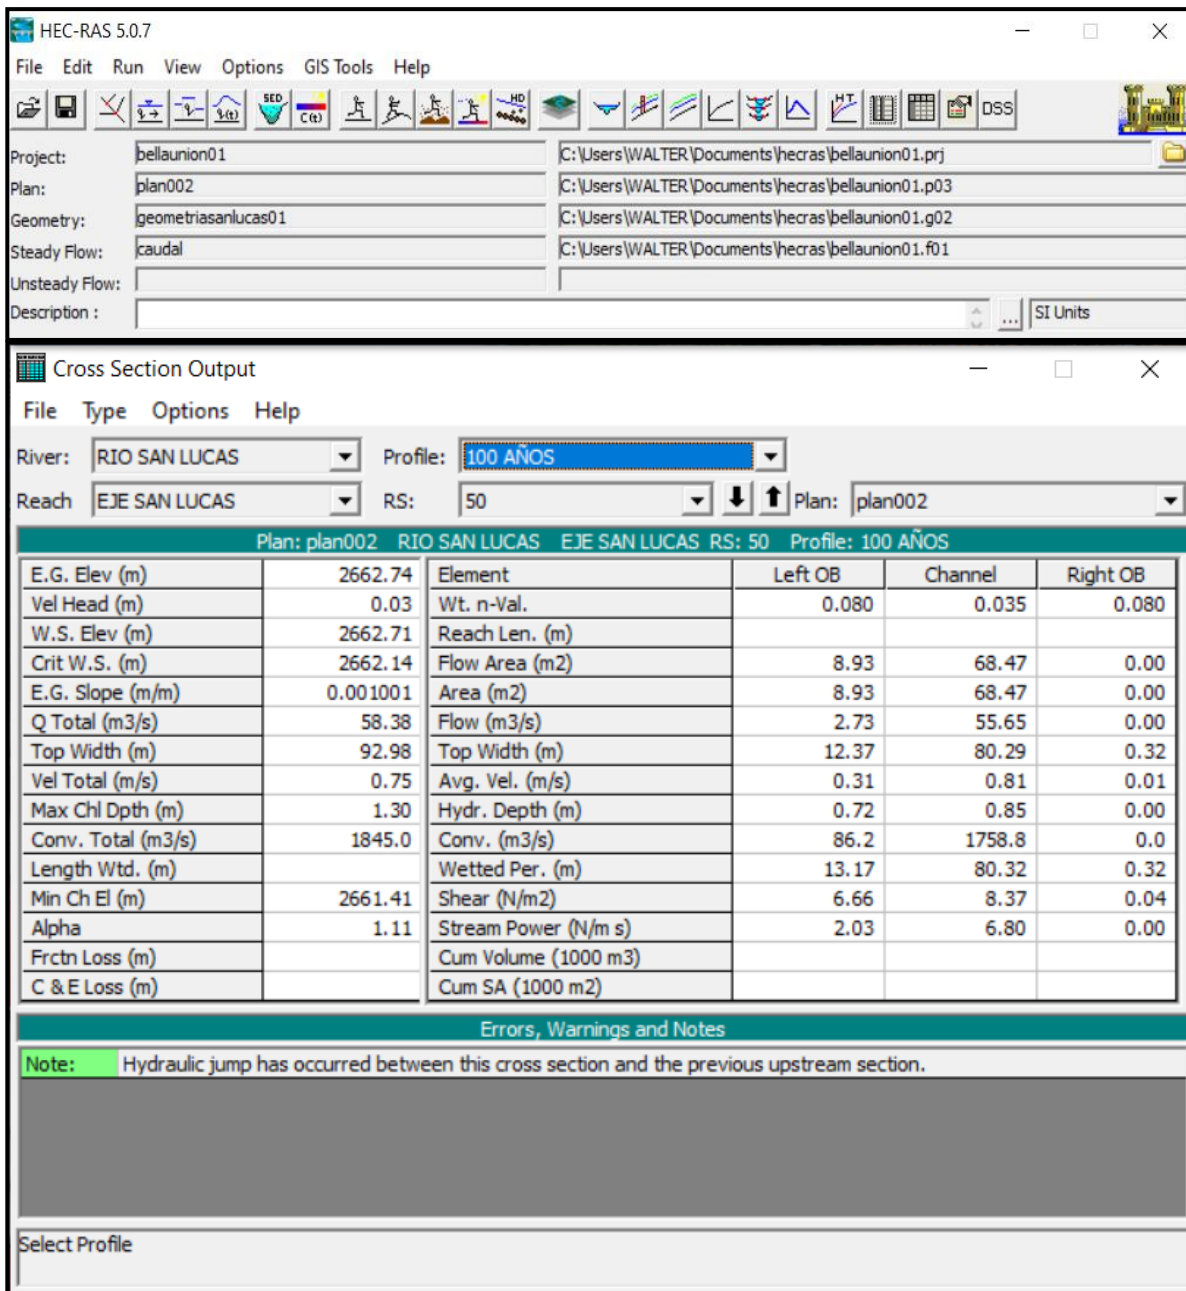 HEC-RAS 5.0.7
File Edit Run View Options GIS Tools Help
SED C(t) HD HT DSS
Project: bellaunion01 C:\Users\WALTER\Documents\hecras\bellaunion01.prj
Plan: plan002 C:\Users\WALTER\Documents\hecras\bellaunion01.p03
Geometry: geometriasanlucas01 C:\Users\WALTER\Documents\hecras\bellaunion01.g02
Steady Flow: caudal C:\Users\WALTER\Documents\hecras\bellaunion01.f01
Unsteady Flow:
Description : ... SI Units
Cross Section Output
File Type Options Help
River: RIO SAN LUCAS Profile: 100 AÑOS
Reach EJE SAN LUCAS RS: 50 Plan: plan002
Plan: plan002 RIO SAN LUCAS EJE SAN LUCAS RS: 50 Profile: 100 AÑOS
E.G. Elev (m) 2662.74 Element Left OB Channel Right OB
Vel Head (m) 0.03 Wt. n-Val. 0.080 0.035 0.080
W.S. Elev (m) 2662.71 Reach Len. (m)
Crit W.S. (m) 2662.14 Flow Area (m2) 8.93 68.47 0.00
E.G. Slope (m/m) 0.001001 Area (m2) 8.93 68.47 0.00
Q Total (m3/s) 58.38 Flow (m3/s) 2.73 55.65 0.00
Top Width (m) 92.98 Top Width (m) 12.37 80.29 0.32
Vel Total (m/s) 0.75 Avg. Vel. (m/s) 0.31 0.81 0.01
Max Chl Dpth (m) 1.30 Hydr. Depth (m) 0.72 0.85 0.00
Conv. Total (m3/s) 1845.0 Conv. (m3/s) 86.2 1758.8 0.0
Length Wtd. (m) Wetted Per. (m) 13.17 80.32 0.32
Min Ch El (m) 2661.41 Shear (N/m2) 6.66 8.37 0.04
Alpha 1.11 Stream Power (N/m s) 2.03 6.80 0.00
Frctn Loss (m) Cum Volume (1000 m3)
C & E Loss (m) Cum SA (1000 m2)
Errors, Warnings and Notes
Note: Hydraulic jump has occurred between this cross section and the previous upstream section.
Select Profile